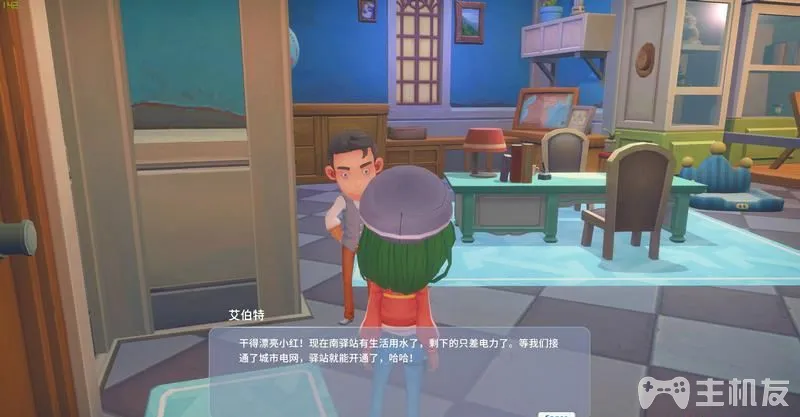 142
艾伯特
干得漂亮小红！现在南驿站有生活用水了，剩下的只差电力了。等我们接
通了城市电网，驿站就能开通了，哈哈！
主机友